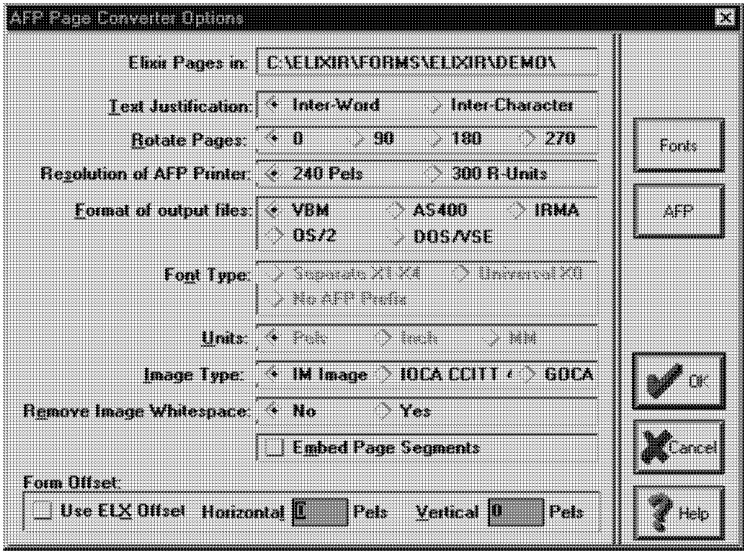 AFP Page Converter Options
Elixir Pages in: C:\ELIXIR\FORMS\ELIXIR\DEMO\
Text Justification: Inter-Word Inter-Character
Rotate Pages: 0 90 180 270
Resolution of AFP Printer: 240 Pels 300 R-Units
Format of output files: VBM AS400 IRMA
OS/2 DOS/VSE
Font Type: Separate X1-X4 Universal X0
No AFP Prefix
Units: Pels Inch MM
Image Type: IM Image IOCA CCITT GOCA
Remove Image Whitespace: No Yes
Embed Page Segments
Form Offset:
Use ELX Offset Horizontal 0 Pels Vertical 0 Pels
Fonts
AFP
OK
Cancel
Help